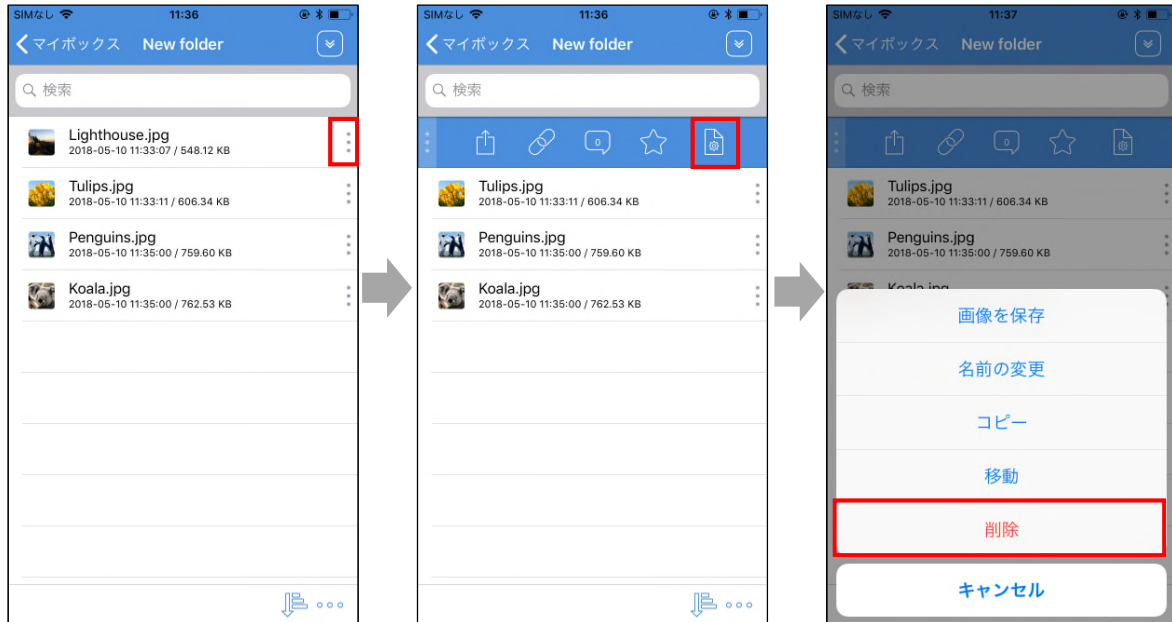 SIMなし 11:36
マイボックス New folder
検索
Lighthouse.jpg
2018-05-10 11:33:07 / 548.12 KB
Tulips.jpg
2018-05-10 11:33:11 / 606.34 KB
Penguins.jpg
2018-05-10 11:35:00 / 759.60 KB
Koala.jpg
2018-05-10 11:35:00 / 762.53 KB
SIMなし 11:36
マイボックス New folder
検索
0
Tulips.jpg
2018-05-10 11:33:11 / 606.34 KB
Penguins.jpg
2018-05-10 11:35:00 / 759.60 KB
Koala.jpg
2018-05-10 11:35:00 / 762.53 KB
SIMなし 11:37
マイボックス New folder
検索
0
Tulips.jpg
2018-05-10 11:33:11 / 606.34 KB
Penguins.jpg
2018-05-10 11:35:00 / 759.60 KB
Koala.jpg
画像を保存
名前の変更
コピー
移動
削除
キャンセル